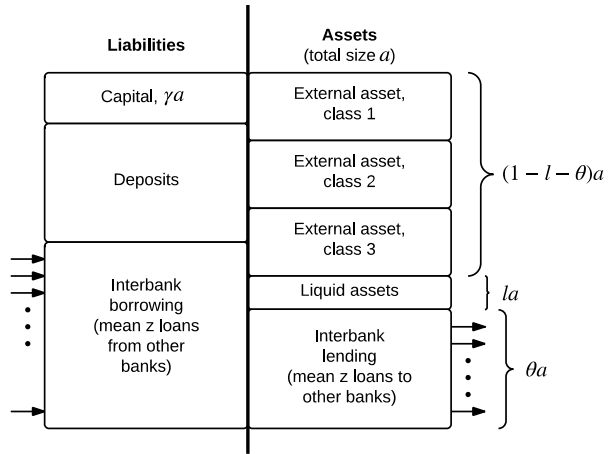 Liabilities
Assets
(total size a)
Capital, γa
Deposits
Interbank
borrowing
(mean z loans
from other
banks)
External asset,
class 1
External asset,
class 2
External asset,
class 3
Liquid assets
Interbank
lending
(mean z loans to
other banks)
(1 − l − θ)a
la
θa